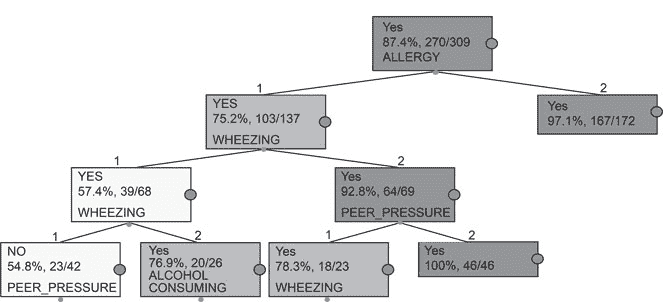 Yes
87.4%, 270/309
ALLERGY
1
2
YES
75.2%, 103/137
WHEEZING
Yes
97.1%, 167/172
1
2
YES
57.4%, 39/68
WHEEZING
Yes
92.8%, 64/69
PEER_PRESSURE
1
2
1
2
NO
54.8%, 23/42
PEER_PRESSURE
Yes
76.9%, 20/26
ALCOHOL
CONSUMING
Yes
78.3%, 18/23
WHEEZING
Yes
100%, 46/46